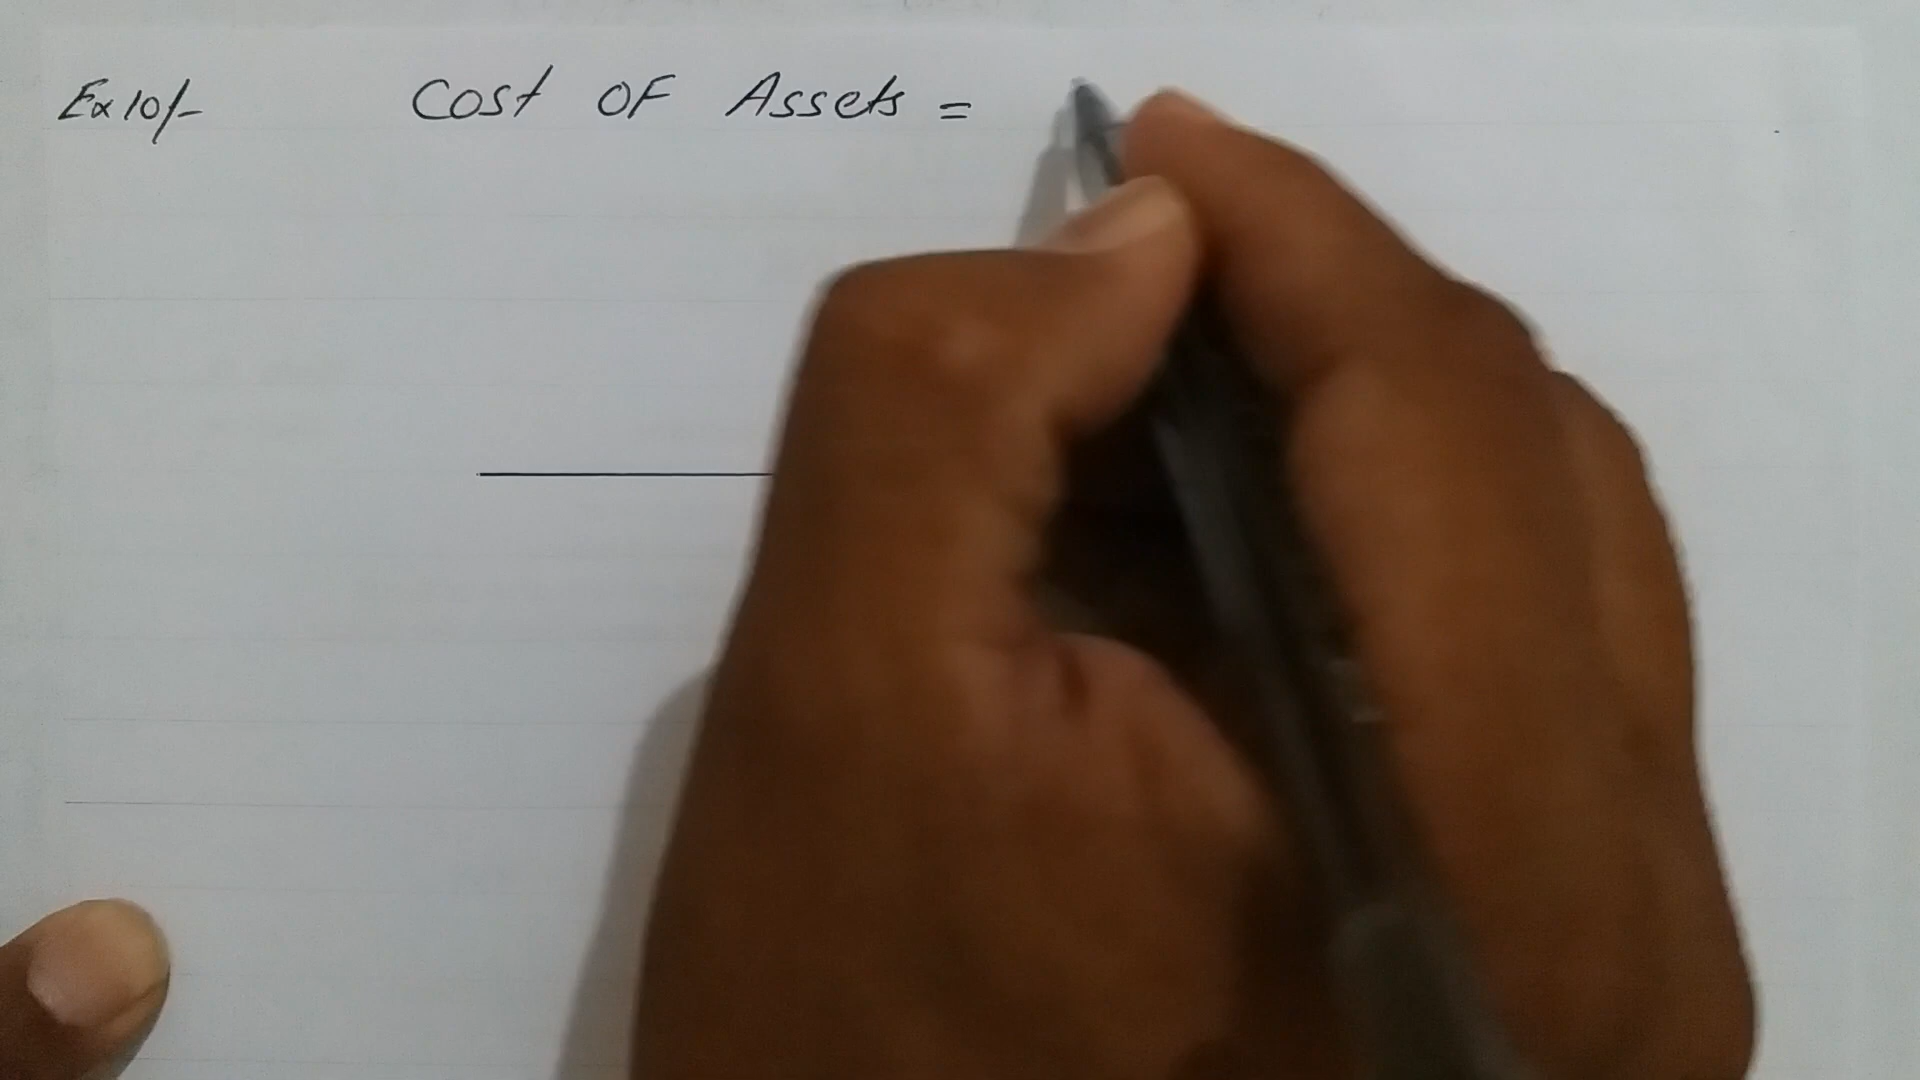 Ex 10/- Cost OF Assets =